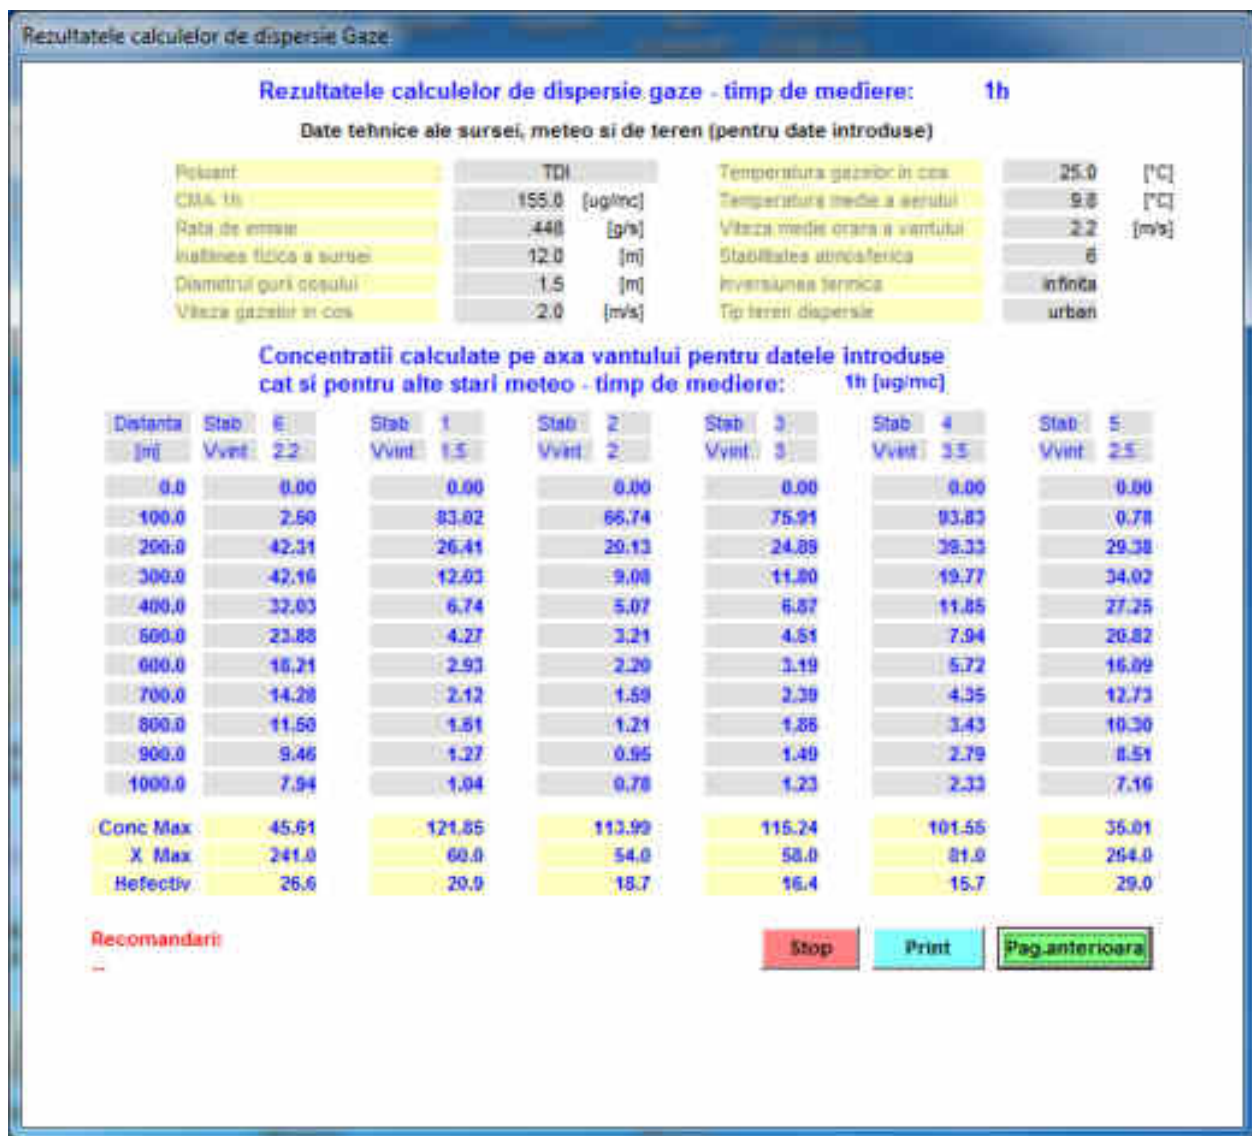 Rezultatele calculelor de dispersie Gaze
Rezultatele calculelor de dispersie gaze - timp de mediere: 1h
Date tehnice ale sursei, meteo si de teren (pentru date introduse)
Poluant : TDI Temperatura gazelor in cos 25.0 [°C]
CMA 1h 155.0 [ug/mc] Temperatura medie a aerului 9.8 [°C]
Rata de emisie .448 [g/s] Viteza medie orara a vantului 2.2 [m/s]
Inaltimea fizica a sursei 12.0 [m] Stabilitatea atmosferica 6
Diametrul gurii cosului 1.5 [m] Inversiunea termica infinita
Viteza gazelor in cos 2.0 [m/s] Tip teren dispersie urban
Concentratii calculate pe axa vantului pentru datele introduse
cat si pentru alte stari meteo - timp de mediere: 1h [ug/mc]
Distanta Stab 6 Stab 1 Stab 2 Stab 3 Stab 4 Stab 5
[m] Vvint 2.2 Vvint 1.5 Vvint 2 Vvint 3 Vvint 3.5 Vvint 2.5
0.0 0.00 0.00 0.00 0.00 0.00 0.00
100.0 2.50 83.02 66.74 75.91 93.83 0.78
200.0 42.31 26.41 20.13 24.89 39.33 29.38
300.0 42.16 12.03 9.08 11.80 19.77 34.02
400.0 32.03 6.74 5.07 6.87 11.85 27.25
500.0 23.88 4.27 3.21 4.51 7.94 20.82
600.0 18.21 2.93 2.20 3.19 5.72 16.09
700.0 14.28 2.12 1.59 2.39 4.35 12.73
800.0 11.50 1.61 1.21 1.86 3.43 10.30
900.0 9.46 1.27 0.95 1.49 2.79 8.51
1000.0 7.94 1.04 0.78 1.23 2.33 7.16
Conc Max 45.61 121.85 113.99 115.24 101.55 35.01
X Max 241.0 60.0 54.0 58.0 81.0 264.0
Hefectiv 26.6 20.9 18.7 16.4 15.7 29.0
Recomandari:
--
Stop Print Pag.anterioara